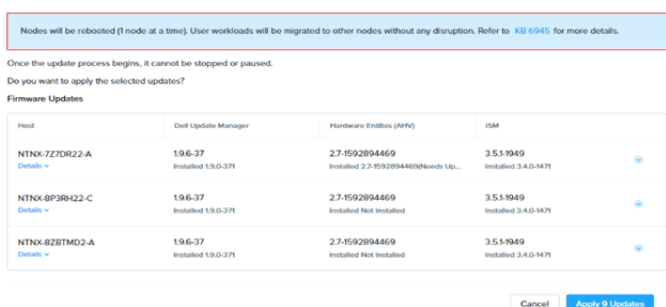 Nodes will be rebooted (1 node at a time). User workloads will be migrated to other nodes without any disruption. Refer to KB 6945 for more details.
Once the update process begins, it cannot be stopped or paused.
Do you want to apply the selected updates?
Firmware Updates
Host Dell Update Manager Hardware Entities (AHV) ISM
NTNX-7Z7DR22-A 1.9.6-37 2.7-1592894469 3.5.1-1949
Details Installed 1.9.0-371 Installed 2.7-1592894469(Needs Up... Installed 3.4.0-1471
NTNX-8P3RH22-C 1.9.6-37 2.7-1592894469 3.5.1-1949
Details Installed 1.9.0-371 Installed Not Installed Installed 3.4.0-1471
NTNX-8ZBTMD2-A 1.9.6-37 2.7-1592894469 3.5.1-1949
Details Installed 1.9.0-371 Installed Not Installed Installed 3.4.0-1471
Cancel Apply 9 Updates